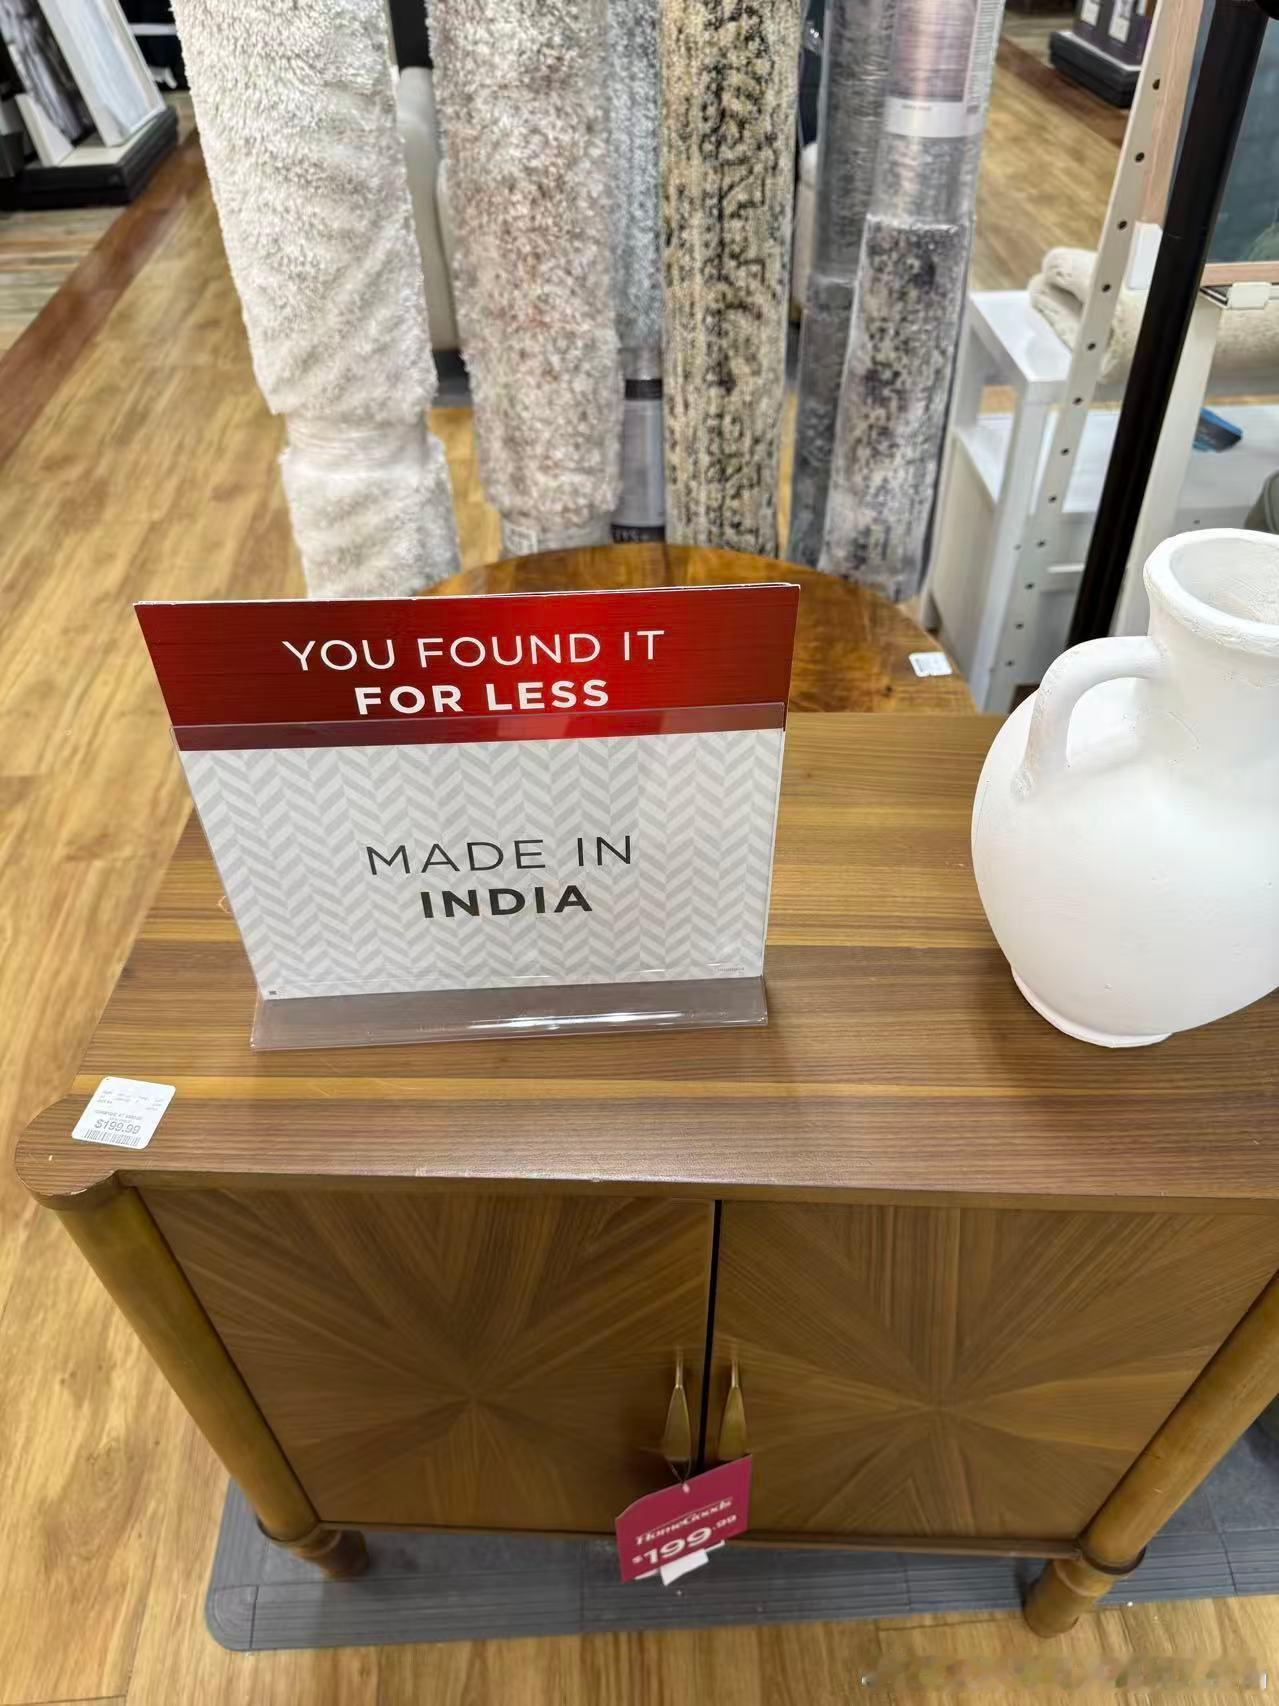 YOU FOUND IT
FOR LESS
MADE IN
INDIA
$199.99
HomeGoods
$199.99